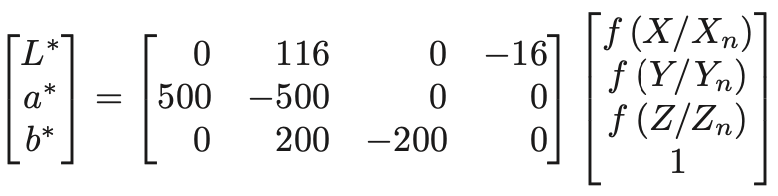 [L*] = [0 116 0 −16] [f (X/Xₙ)]
[a*] = [500 −500 0 0] [f (Y/Yₙ)]
[b*] = [0 200 −200 0] [f (Z/Zₙ)]
[1]